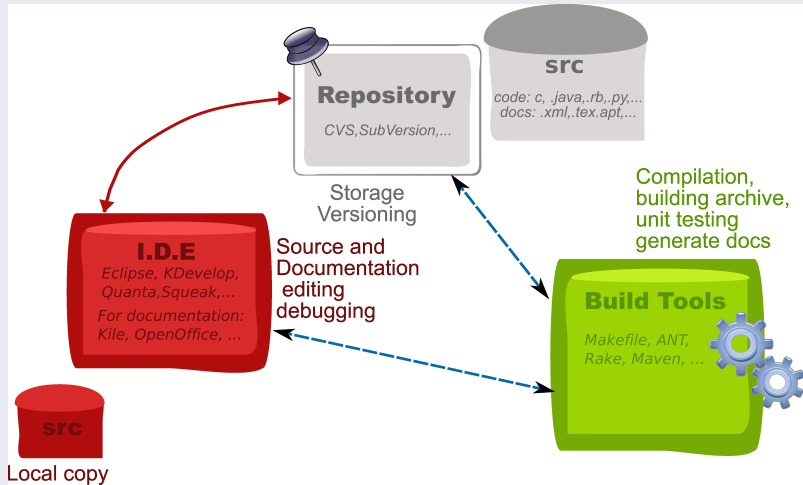 src
code: c, .java,.rb,.py,...
docs: .xml,.tex.apt,...
Repository
CVS,SubVersion,...
Storage
Versioning
Compilation,
building archive,
unit testing
generate docs
I.D.E
Eclipse, KDevelop,
Quanta,Squeak,...
For documentation:
Kile, OpenOffice, ...
Source and
Documentation
editing
debugging
Build Tools
Makefile, ANT,
Rake, Maven, ...
src
Local copy